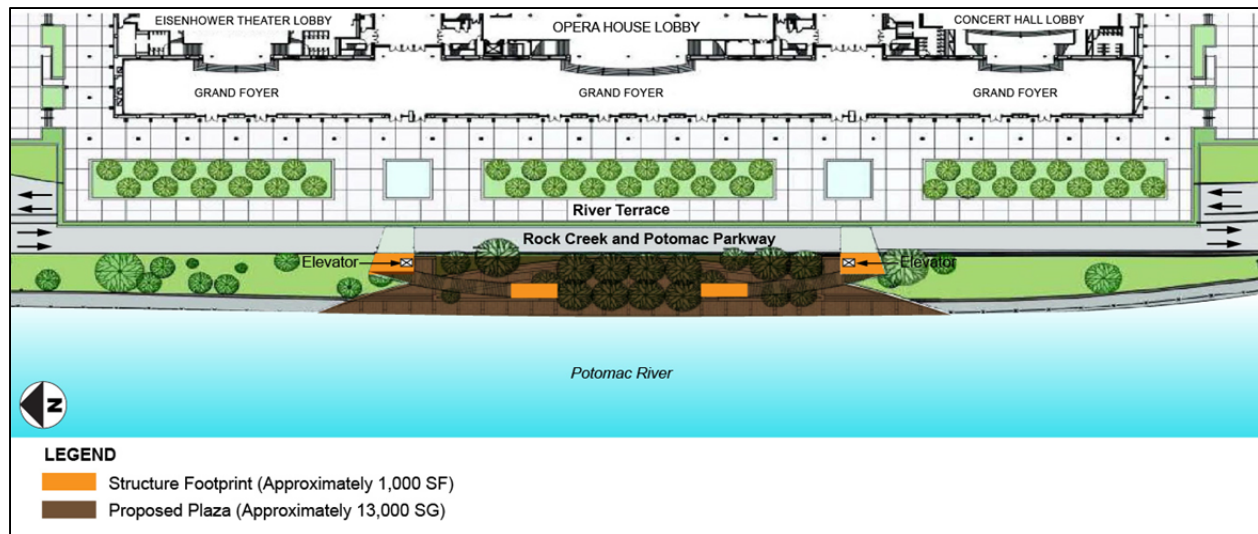 EISENHOWER THEATER LOBBY
OPERA HOUSE LOBBY
CONCERT HALL LOBBY
GRAND FOYER
GRAND FOYER
GRAND FOYER
River Terrace
Rock Creek and Potomac Parkway
Elevator
Elevator
Potomac River
N
LEGEND
Structure Footprint (Approximately 1,000 SF)
Proposed Plaza (Approximately 13,000 SG)